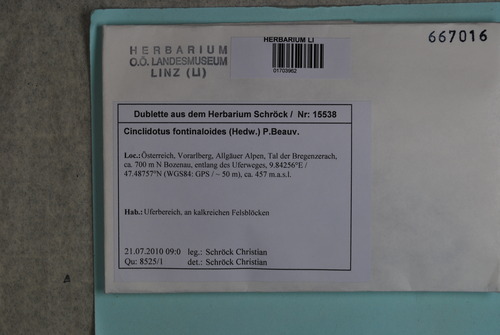 HERBARIUM
O.Ö. LANDESMUSEUM
LINZ (LI)
HERBARIUM LI
01703962
667016
Dublette aus dem Herbarium Schröck / Nr: 15538
Cinclidotus fontinaloides (Hedw.) P.Beauv.
Loc.: Österreich, Vorarlberg, Allgäuer Alpen, Tal der Bregenzerach,
ca. 700 m N Bozenau, entlang des Uferweges, 9.84256°E /
47.48757°N (WGS84: GPS / ~ 50 m), ca. 457 m.a.s.l.
Hab.: Uferbereich, an kalkreichen Felsblöcken
21.07.2010 09:0 leg.: Schröck Christian
Qu: 8525/1 det.: Schröck Christian